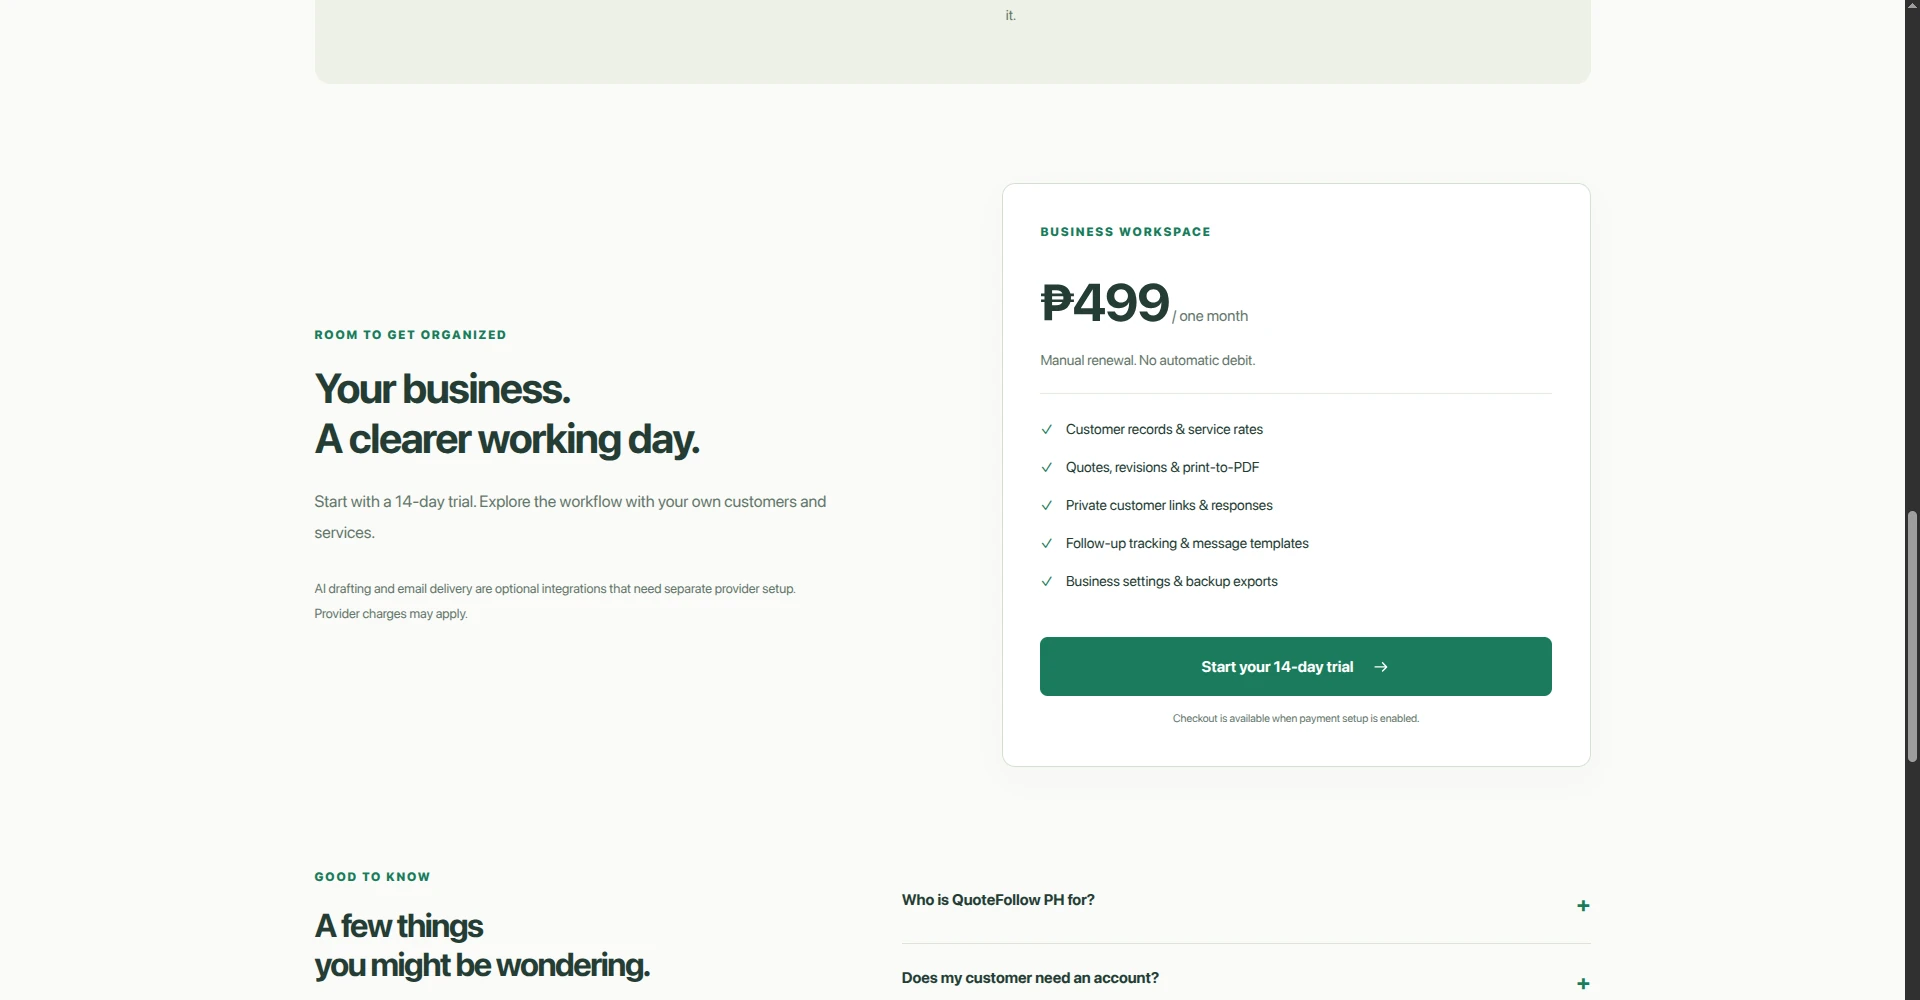 it.
ROOM TO GET ORGANIZED
Your business.
A clearer working day.
Start with a 14-day trial. Explore the workflow with your own customers and
services.
AI drafting and email delivery are optional integrations that need separate provider setup.
Provider charges may apply.
BUSINESS WORKSPACE
₱499 / one month
Manual renewal. No automatic debit.
✓ Customer records & service rates
✓ Quotes, revisions & print-to-PDF
✓ Private customer links & responses
✓ Follow-up tracking & message templates
✓ Business settings & backup exports
Start your 14-day trial →
Checkout is available when payment setup is enabled.
GOOD TO KNOW
A few things
you might be wondering.
Who is QuoteFollow PH for? +
Does my customer need an account? +